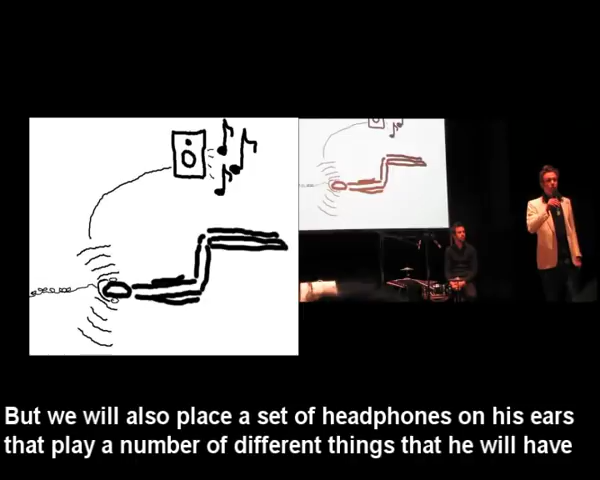 But we will also place a set of headphones on his ears
that play a number of different things that he will have